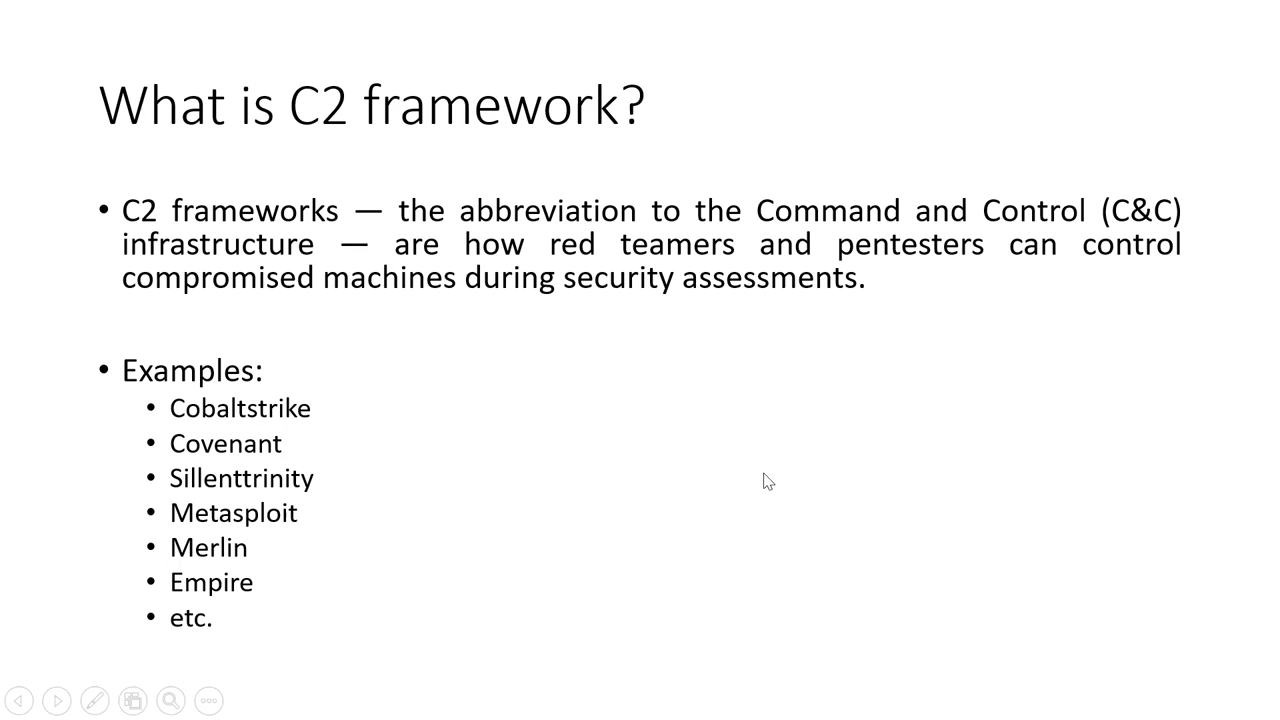 What is C2 framework?
• C2 frameworks — the abbreviation to the Command and Control (C&C)
infrastructure — are how red teamers and pentesters can control
compromised machines during security assessments.
• Examples:
• Cobaltstrike
• Covenant
• Sillenttrinity
• Metasploit
• Merlin
• Empire
• etc.